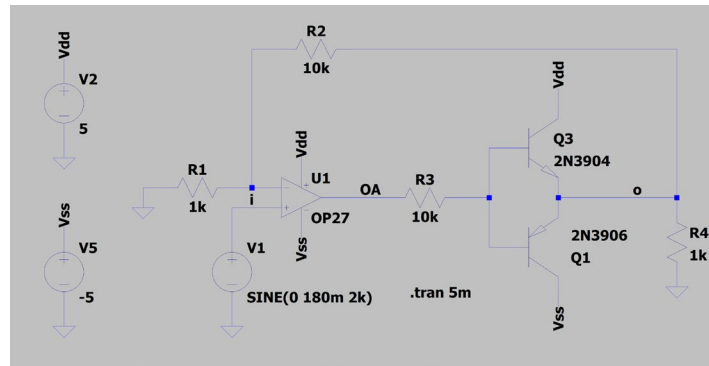 R2
10k
Vdd
V2
5
Vdd
Q3
2N3904
Vdd
R1
1k
i
U1
OP27
OA
R3
10k
o
R4
1k
Vss
V5
-5
V1
SINE(0 180m 2k)
Vss
.tran 5m
2N3906
Q1
Vss